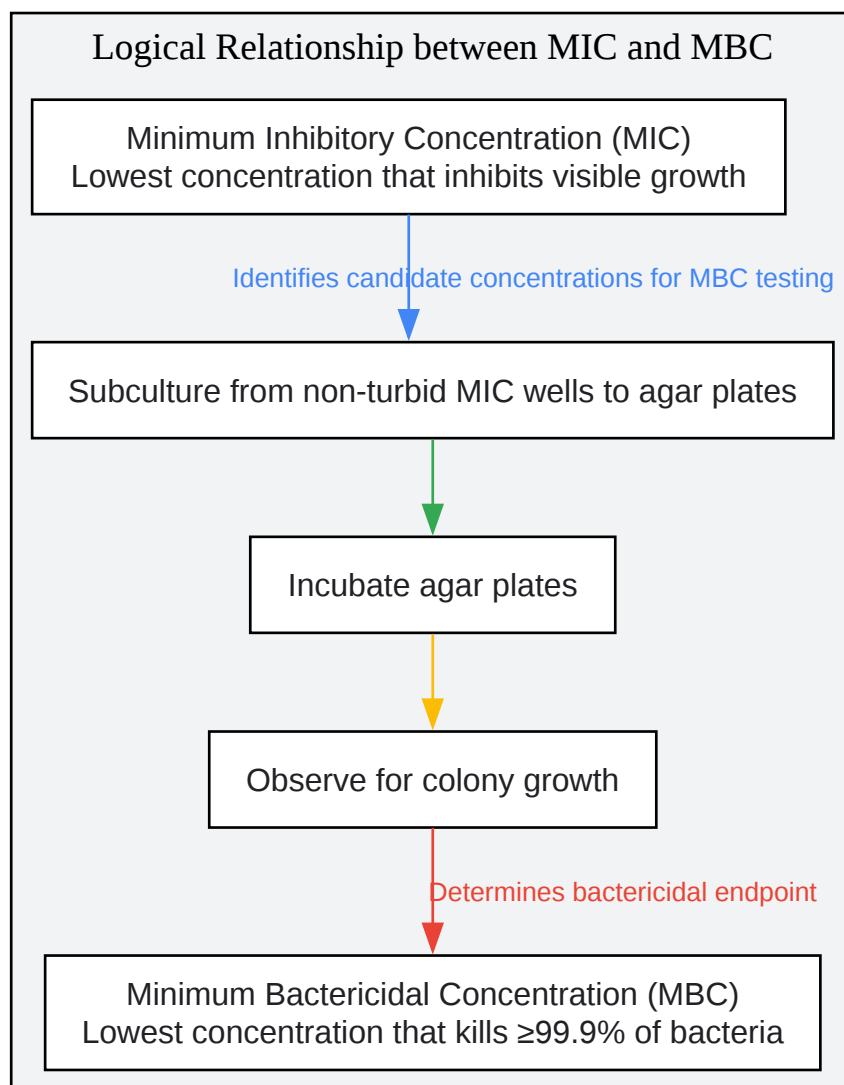 Logical Relationship between MIC and MBC
Minimum Inhibitory Concentration (MIC)
Lowest concentration that inhibits visible growth
Identifies candidate concentrations for MBC testing
Subculture from non-turbid MIC wells to agar plates
Incubate agar plates
Observe for colony growth
Determines bactericidal endpoint
Minimum Bactericidal Concentration (MBC)
Lowest concentration that kills ≥99.9% of bacteria